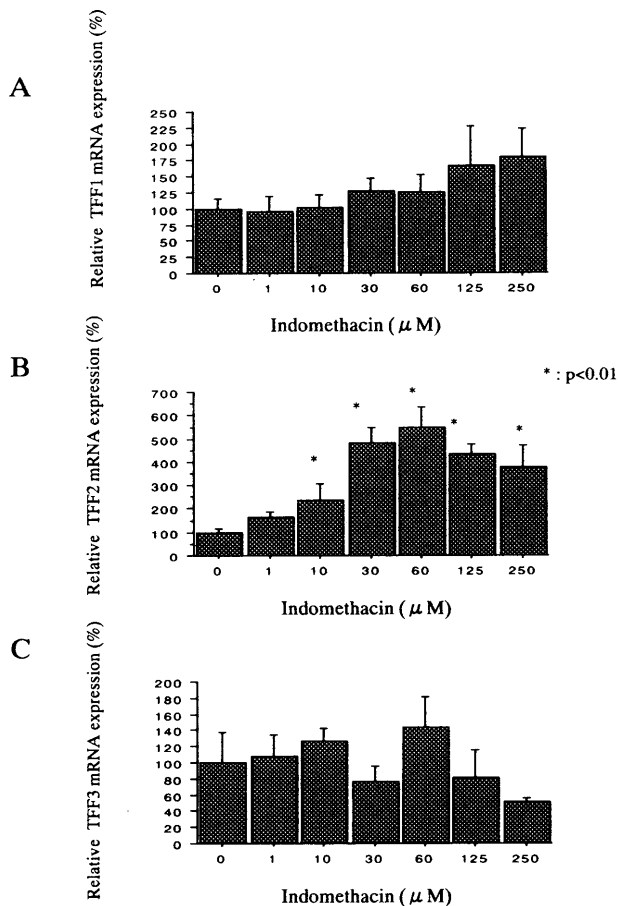 A
Relative TFF1 mRNA expression (%)
250
225
200
175
150
125
100
75
50
25
0
0 1 10 30 60 125 250
Indomethacin ( μ M)
B
* : p<0.01
Relative TFF2 mRNA expression (%)
700
600
500
400
300
200
100
0
* * * * *
0 1 10 30 60 125 250
Indomethacin ( μ M)
C
Relative TFF3 mRNA expression (%)
200
180
160
140
120
100
80
60
40
20
0
0 1 10 30 60 125 250
Indomethacin ( μ M)